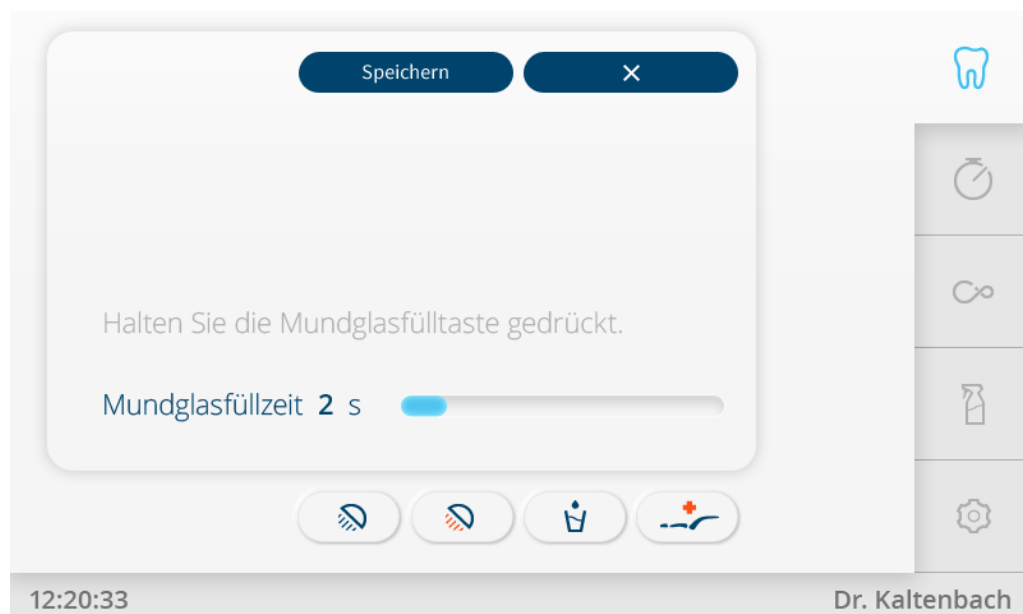 Speichern
Halten Sie die Mundglasfülltaste gedrückt.
Mundglasfüllzeit 2 s
12:20:33 Dr. Kaltenbach